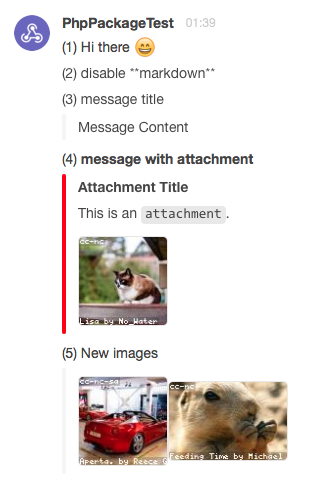 PhpPackageTest 01:39
(1) Hi there 😄
(2) disable **markdown**
(3) message title
Message Content
(4) message with attachment
Attachment Title
This is an attachment.
cc-nc
Lisa by No_Water
(5) New images
cc-nc-sa
Aperta. by Reece G
cc-nc
Feeding Time by Michael